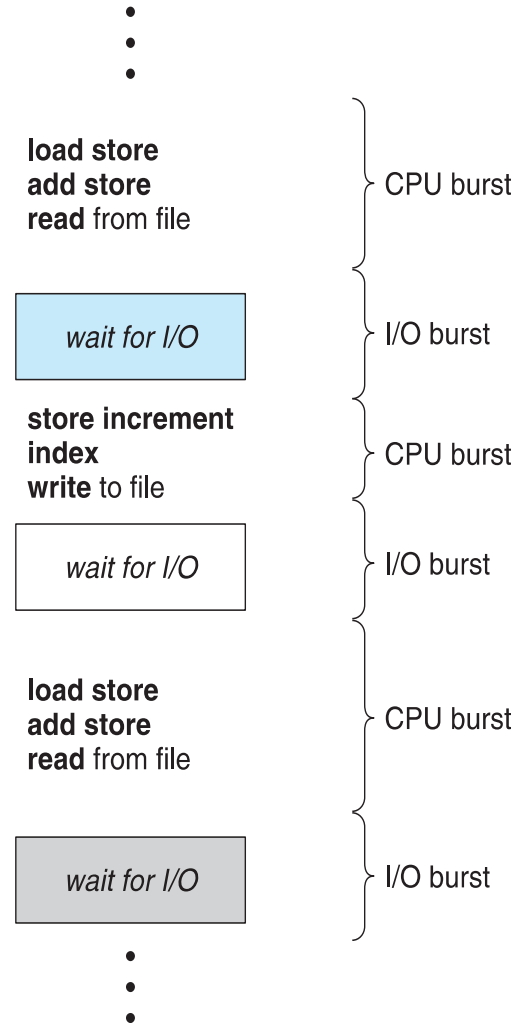 load store
add store
read from file
CPU burst
wait for I/O
I/O burst
store increment
index
write to file
CPU burst
wait for I/O
I/O burst
load store
add store
read from file
CPU burst
wait for I/O
I/O burst